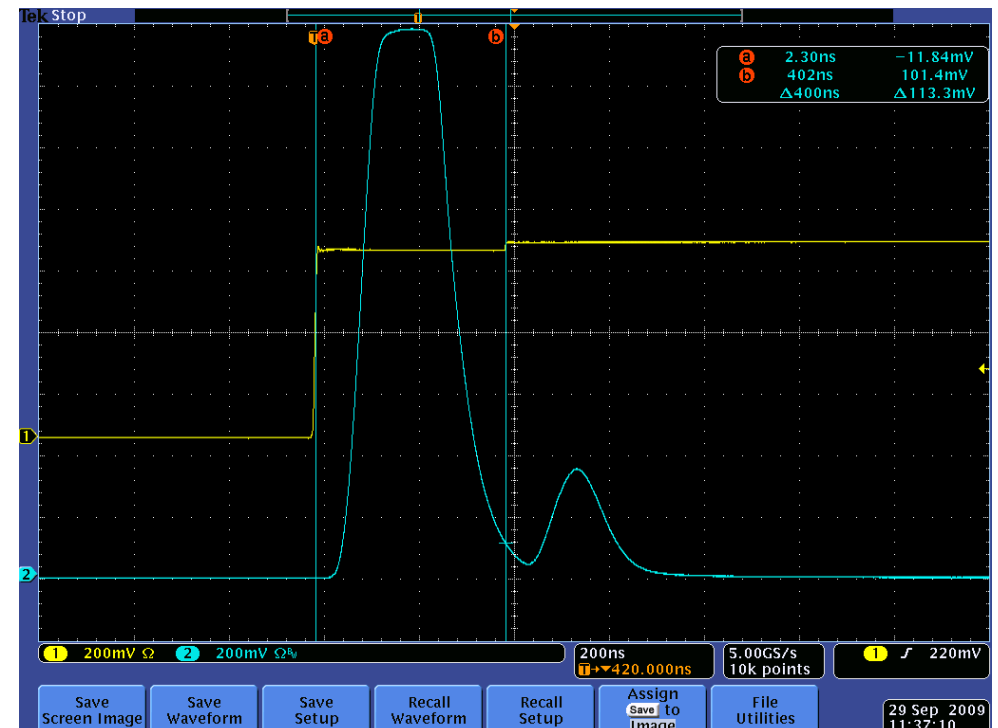 Tek Stop
T
T a b
a 2.30ns −11.84mV
b 402ns 101.4mV
Δ400ns Δ113.3mV
1
2
1 200mV Ω 2 200mV ΩBW
200ns
T→▼420.000ns
5.00GS/s
10k points
1 ∫ 220mV
Save Screen Image
Save Waveform
Save Setup
Recall Waveform
Recall Setup
Assign Save to Image
File Utilities
29 Sep 2009
11:37:10